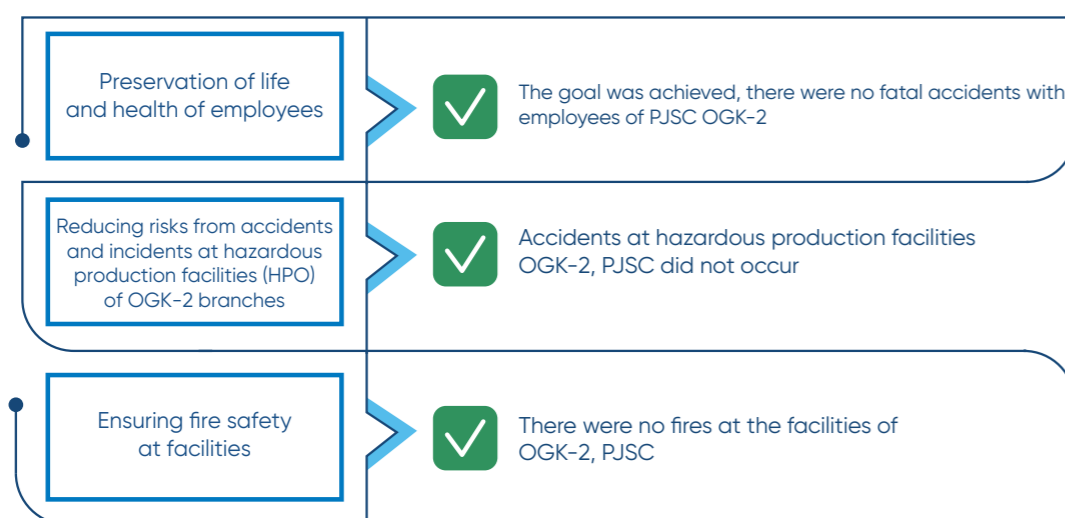 Preservation of life
and health of employees
The goal was achieved, there were no fatal accidents with
employees of PJSC OGK-2
Reducing risks from accidents
and incidents at hazardous
production facilities (HPO)
of OGK-2 branches
Accidents at hazardous production facilities
OGK-2, PJSC did not occur
Ensuring fire safety
at facilities
There were no fires at the facilities of
OGK-2, PJSC